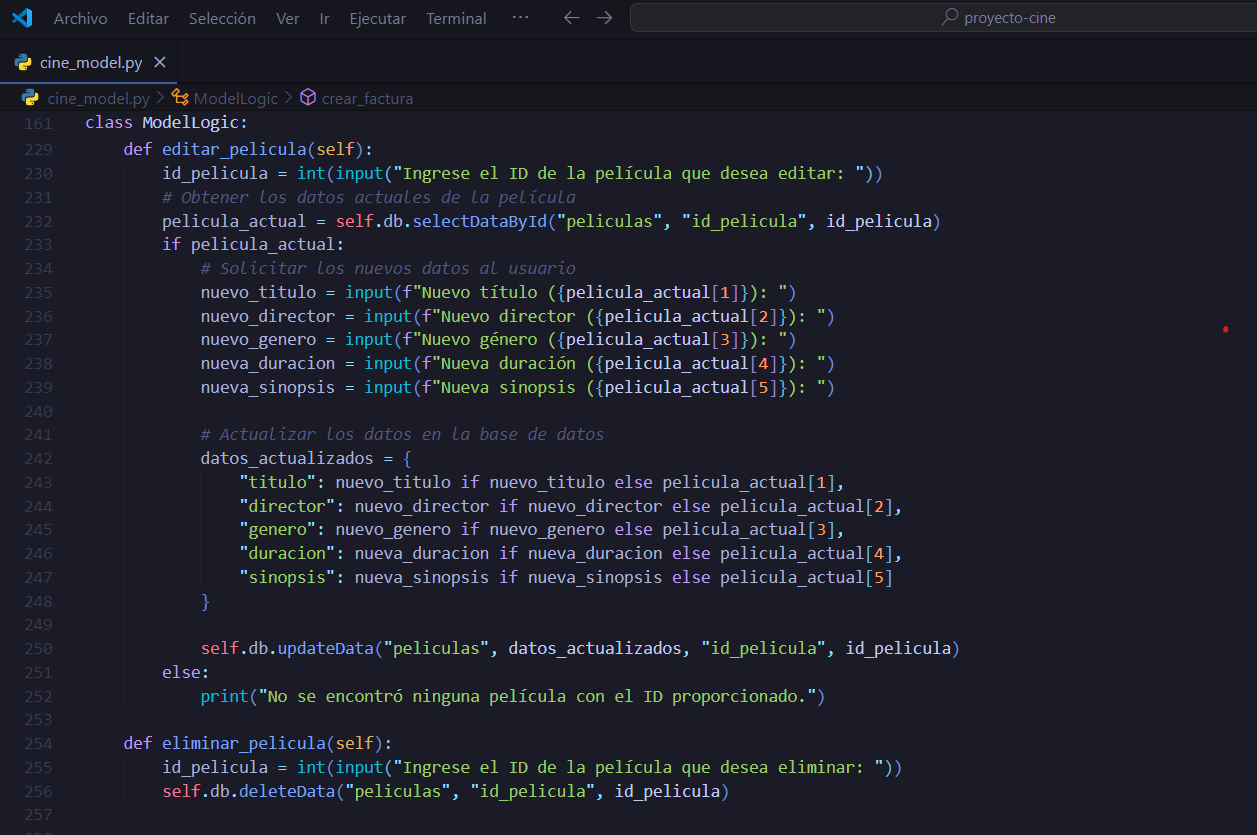 Archivo Editar Selección Ver Ir Ejecutar Terminal ··· ← → proyecto-cine
cine_model.py ×
cine_model.py > ModelLogic > crear_factura
161 class ModelLogic:
229 def editar_pelicula(self):
230 id_pelicula = int(input("Ingrese el ID de la película que desea editar: "))
231 # Obtener los datos actuales de la película
232 pelicula_actual = self.db.selectDataById("peliculas", "id_pelicula", id_pelicula)
233 if pelicula_actual:
234 # Solicitar los nuevos datos al usuario
235 nuevo_titulo = input(f"Nuevo título ({pelicula_actual[1]}): ")
236 nuevo_director = input(f"Nuevo director ({pelicula_actual[2]}): ")
237 nuevo_genero = input(f"Nuevo género ({pelicula_actual[3]}): ")
238 nueva_duracion = input(f"Nueva duración ({pelicula_actual[4]}): ")
239 nueva_sinopsis = input(f"Nueva sinopsis ({pelicula_actual[5]}): ")
240
241 # Actualizar los datos en la base de datos
242 datos_actualizados = {
243 "titulo": nuevo_titulo if nuevo_titulo else pelicula_actual[1],
244 "director": nuevo_director if nuevo_director else pelicula_actual[2],
245 "genero": nuevo_genero if nuevo_genero else pelicula_actual[3],
246 "duracion": nueva_duracion if nueva_duracion else pelicula_actual[4],
247 "sinopsis": nueva_sinopsis if nueva_sinopsis else pelicula_actual[5]
248 }
249
250 self.db.updateData("peliculas", datos_actualizados, "id_pelicula", id_pelicula)
251 else:
252 print("No se encontró ninguna película con el ID proporcionado.")
253
254 def eliminar_pelicula(self):
255 id_pelicula = int(input("Ingrese el ID de la película que desea eliminar: "))
256 self.db.deleteData("peliculas", "id_pelicula", id_pelicula)
257